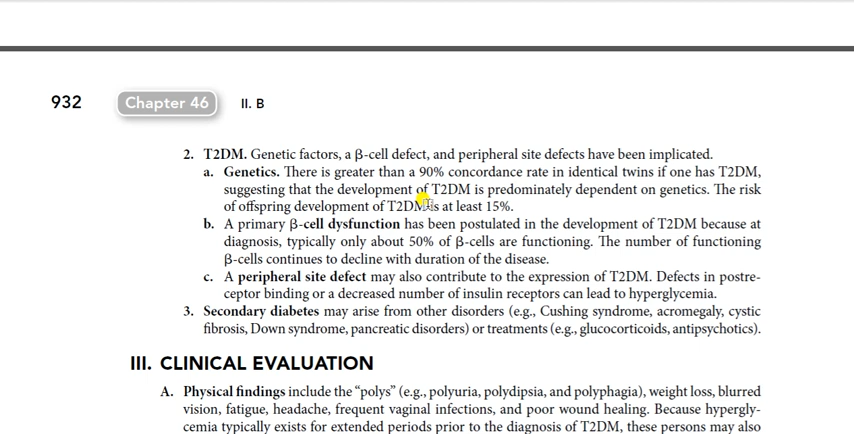 932 Chapter 46 II. B
2. T2DM. Genetic factors, a β-cell defect, and peripheral site defects have been implicated.
a. Genetics. There is greater than a 90% concordance rate in identical twins if one has T2DM,
suggesting that the development of T2DM is predominately dependent on genetics. The risk
of offspring development of T2DM is at least 15%.
b. A primary β-cell dysfunction has been postulated in the development of T2DM because at
diagnosis, typically only about 50% of β-cells are functioning. The number of functioning
β-cells continues to decline with duration of the disease.
c. A peripheral site defect may also contribute to the expression of T2DM. Defects in postre-
ceptor binding or a decreased number of insulin receptors can lead to hyperglycemia.
3. Secondary diabetes may arise from other disorders (e.g., Cushing syndrome, acromegaly, cystic
fibrosis, Down syndrome, pancreatic disorders) or treatments (e.g., glucocorticoids, antipsychotics).
III. CLINICAL EVALUATION
A. Physical findings include the “polys” (e.g., polyuria, polydipsia, and polyphagia), weight loss, blurred
vision, fatigue, headache, frequent vaginal infections, and poor wound healing. Because hypergly-
cemia typically exists for extended periods prior to the diagnosis of T2DM, these persons may also